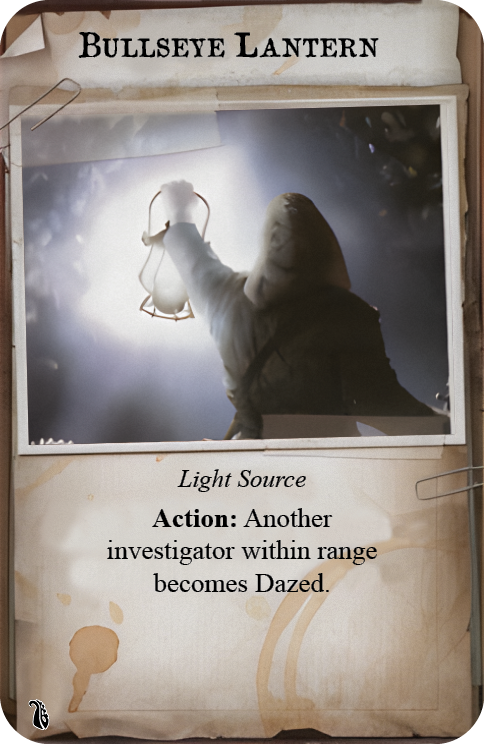 Bullseye Lantern
Light Source
Action: Another
investigator within range
becomes Dazed.